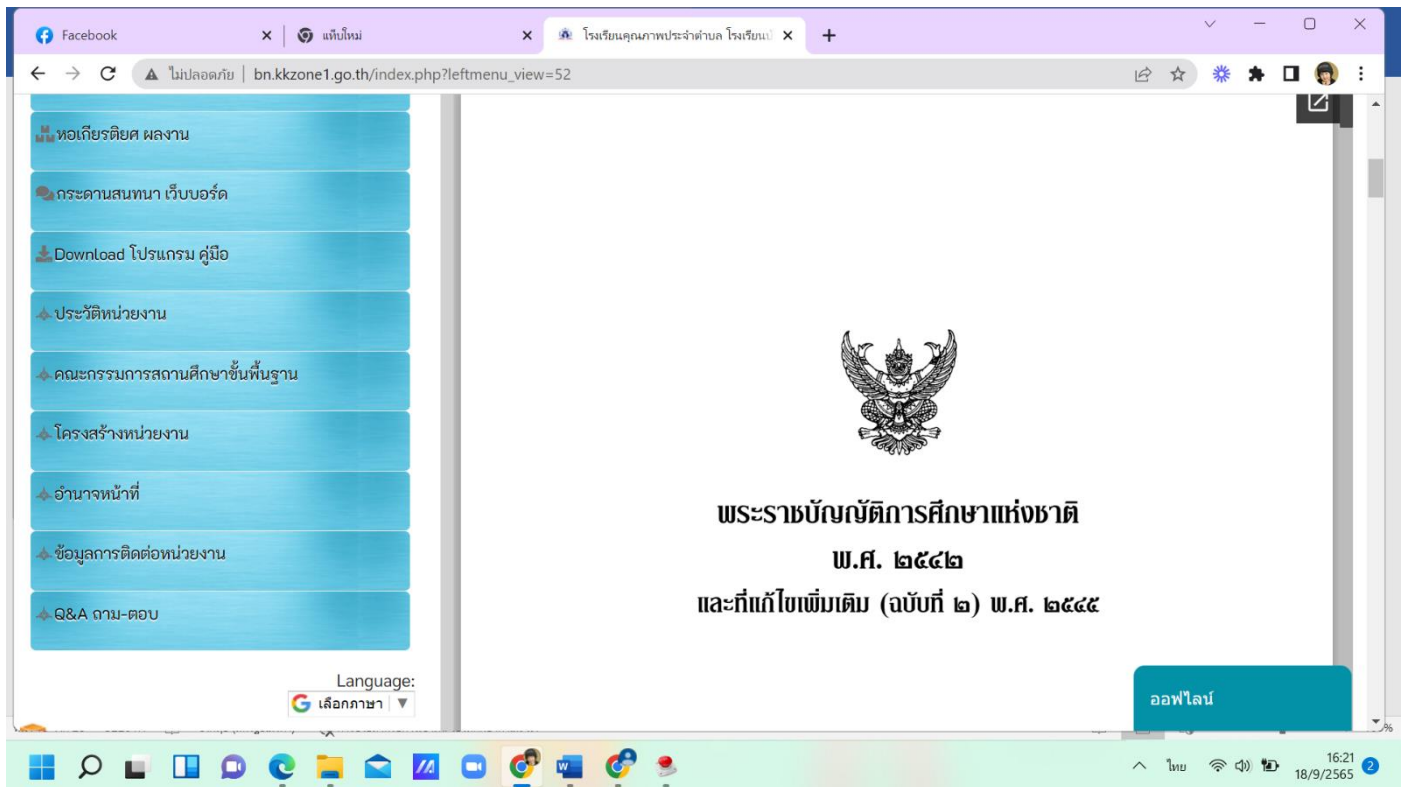 Facebook
แท็บใหม่
โรงเรียนคุณภาพประจำตำบล โรงเรียนบ้
ไม่ปลอดภัย
bn.kkzone1.go.th/index.php?leftmenu_view=52
หอเกียรติยศ ผลงาน
กระดานสนทนา เว็บบอร์ด
Download โปรแกรม คู่มือ
ประวัติหน่วยงาน
คณะกรรมการสถานศึกษาขั้นพื้นฐาน
โครงสร้างหน่วยงาน
อำนาจหน้าที่
ข้อมูลการติดต่อหน่วยงาน
Q&A ถาม-ตอบ
Language:
เลือกภาษา
พระราชบัญญัติการศึกษาแห่งชาติ
พ.ศ. ๒๕๔๒
และที่แก้ไขเพิ่มเติม (ฉบับที่ ๒) พ.ศ. ๒๕๔๕
ออฟไลน์
ไทย
16:21
18/9/2565
2